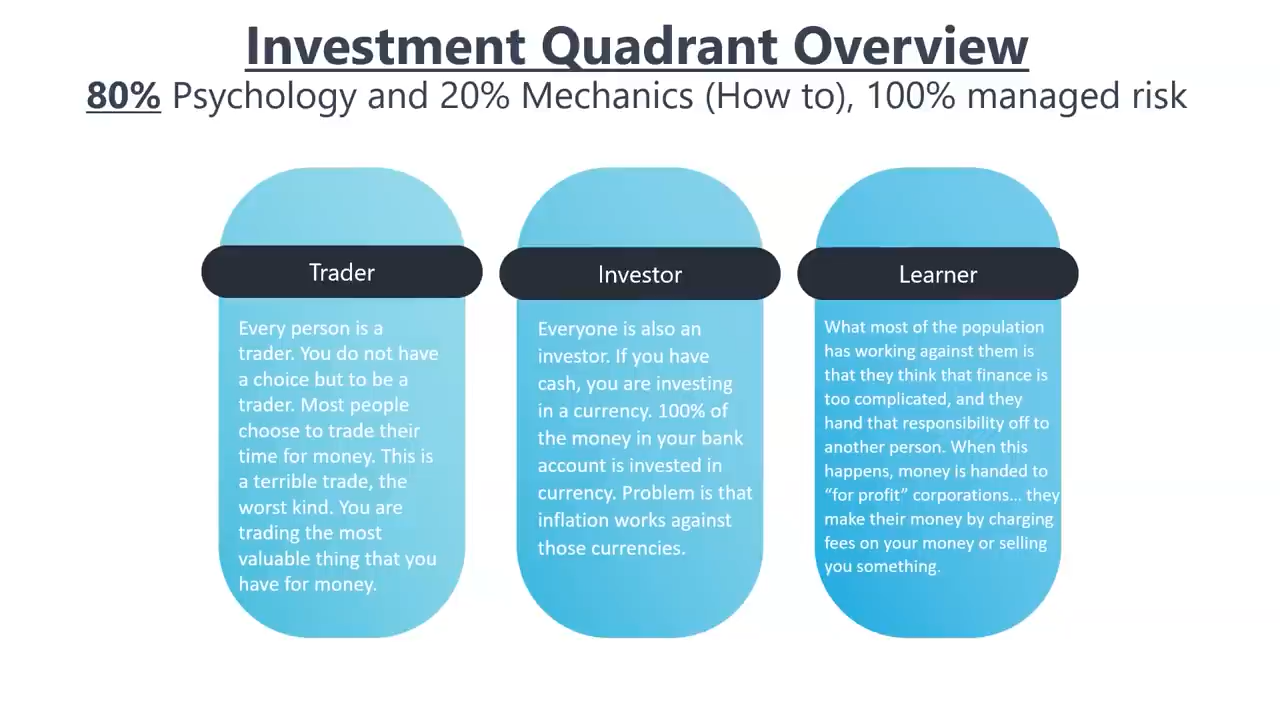 Investment Quadrant Overview
80% Psychology and 20% Mechanics (How to), 100% managed risk
Trader
Every person is a
trader. You do not have
a choice but to be a
trader. Most people
choose to trade their
time for money. This is
a terrible trade, the
worst kind. You are
trading the most
valuable thing that you
have for money.
Investor
Everyone is also an
investor. If you have
cash, you are investing
in a currency. 100% of
the money in your bank
account is invested in
currency. Problem is that
inflation works against
those currencies.
Learner
What most of the population
has working against them is
that they think that finance is
too complicated, and they
hand that responsibility off to
another person. When this
happens, money is handed to
“for profit” corporations... they
make their money by charging
fees on your money or selling
you something.